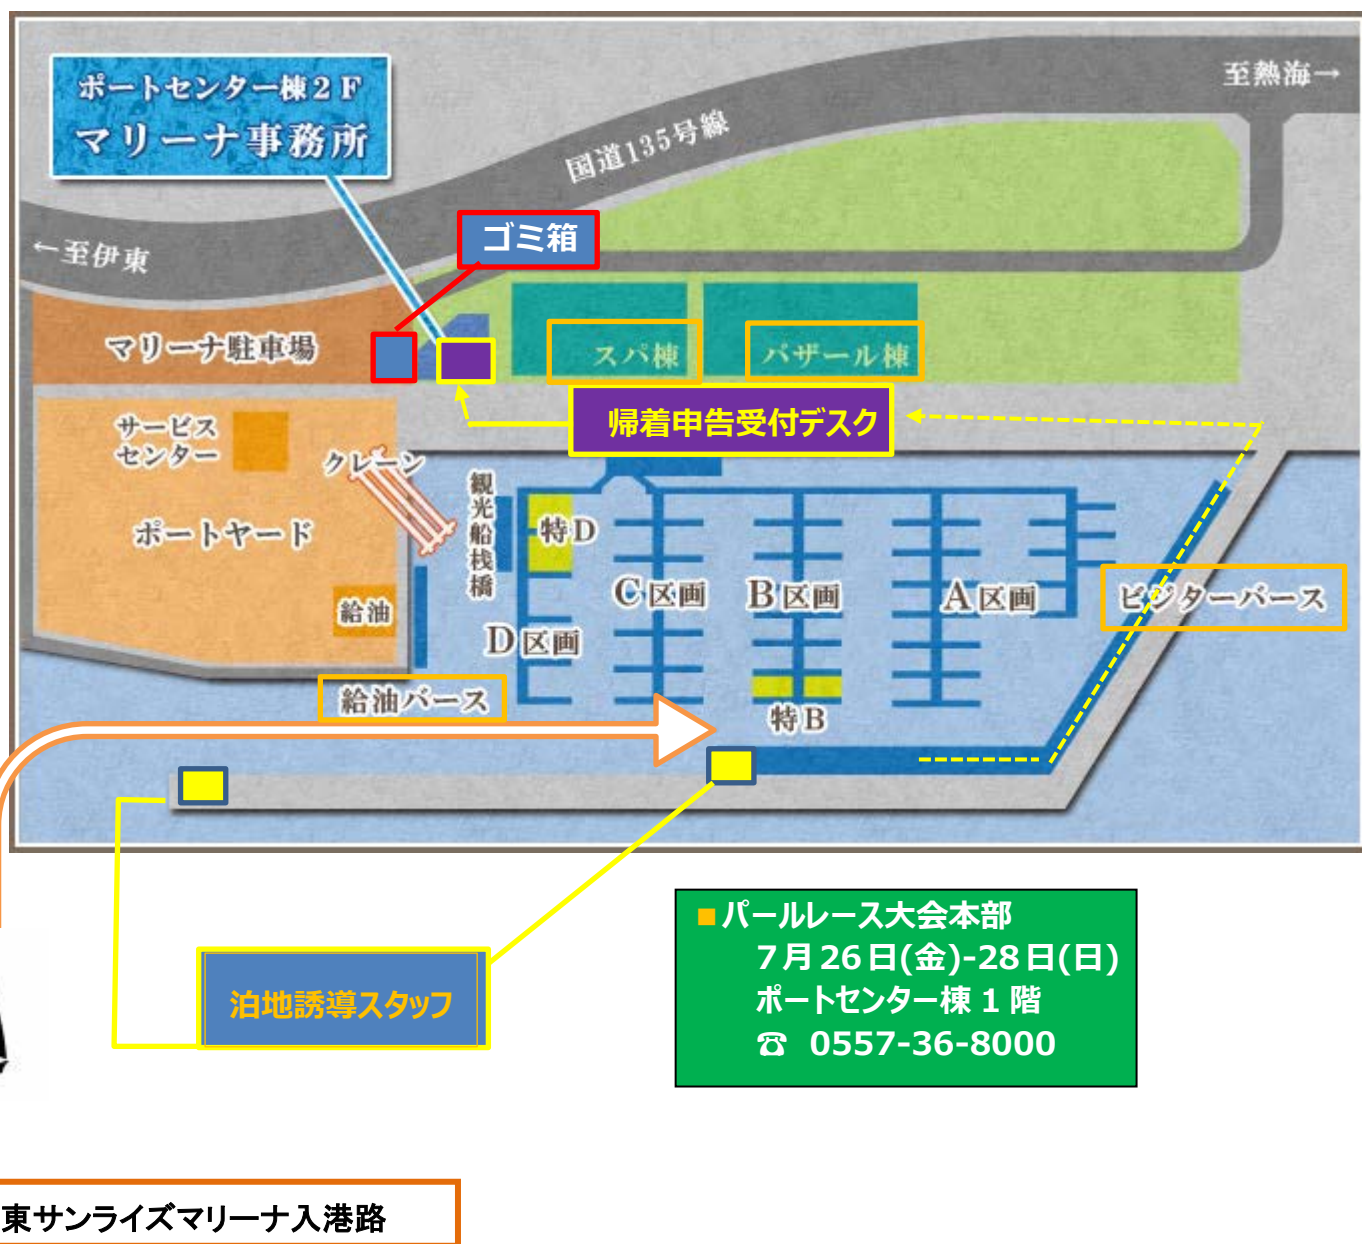 ポートセンター棟2F
マリーナ事務所
至熱海→
国道135号線
←至伊東
ゴミ箱
マリーナ駐車場
スパ棟
バザール棟
帰着申告受付デスク
サービス
センター
クレーン
観光船桟橋
特D
ポートヤード
C区画
B区画
A区画
ビジターバース
給油
D区画
給油バース
特B
■パールレース大会本部
7月26日(金)-28日(日)
ポートセンター棟1階
☎ 0557-36-8000
泊地誘導スタッフ
東サンライズマリーナ入港路